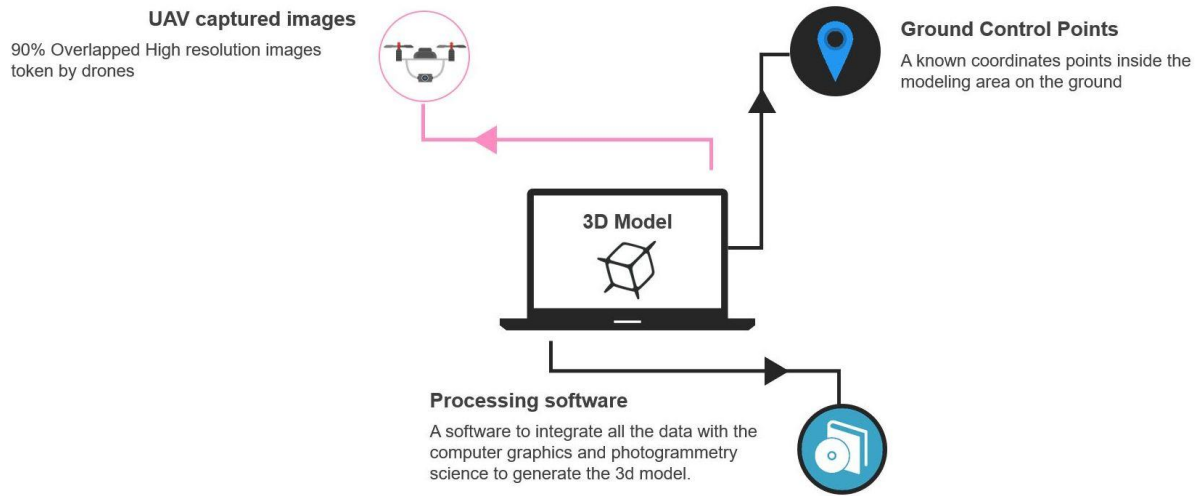 UAV captured images
90% Overlapped High resolution images
token by drones
Ground Control Points
A known coordinates points inside the
modeling area on the ground
3D Model
Processing software
A software to integrate all the data with the
computer graphics and photogrammetry
science to generate the 3d model.